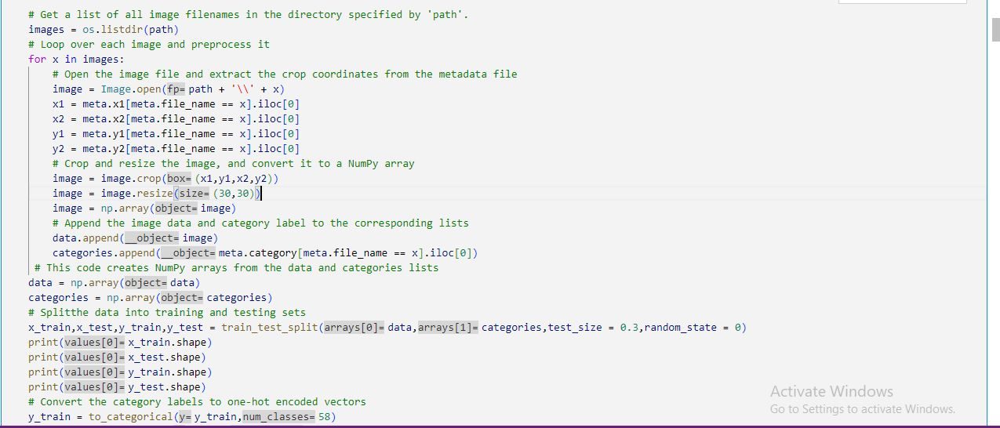 # Get a list of all image filenames in the directory specified by 'path'.
images = os.listdir(path)
# Loop over each image and preprocess it
for x in images:
# Open the image file and extract the crop coordinates from the metadata file
image = Image.open(fp= path + '\\' + x)
x1 = meta.x1[meta.file_name == x].iloc[0]
x2 = meta.x2[meta.file_name == x].iloc[0]
y1 = meta.y1[meta.file_name == x].iloc[0]
y2 = meta.y2[meta.file_name == x].iloc[0]
# Crop and resize the image, and convert it to a NumPy array
image = image.crop(box= (x1,y1,x2,y2))
image = image.resize(size= (30,30))
image = np.array(object= image)
# Append the image data and category label to the corresponding lists
data.append(__object= image)
categories.append(__object= meta.category[meta.file_name == x].iloc[0])
# This code creates NumPy arrays from the data and categories lists
data = np.array(object= data)
categories = np.array(object= categories)
# Splitthe data into training and testing sets
x_train,x_test,y_train,y_test = train_test_split(arrays[0]= data,arrays[1]= categories,test_size = 0.3,random_state = 0)
print(values[0]= x_train.shape)
print(values[0]= x_test.shape)
print(values[0]= y_train.shape)
print(values[0]= y_test.shape)
# Convert the category labels to one-hot encoded vectors
y_train = to_categorical(y= y_train,num_classes= 58)
Activate Windows
Go to Settings to activate Windows.